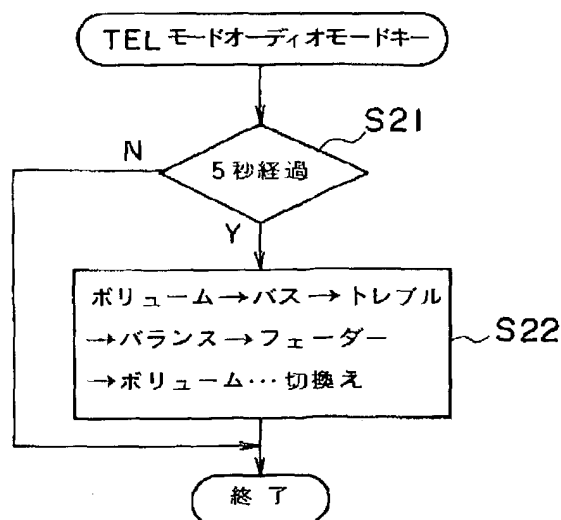 TELモードオーディオモードキー
S21
N
5秒経過
Y
ボリューム→バス→トレブル
→バランス→フェーダー
→ボリューム…切換え
S22
終了